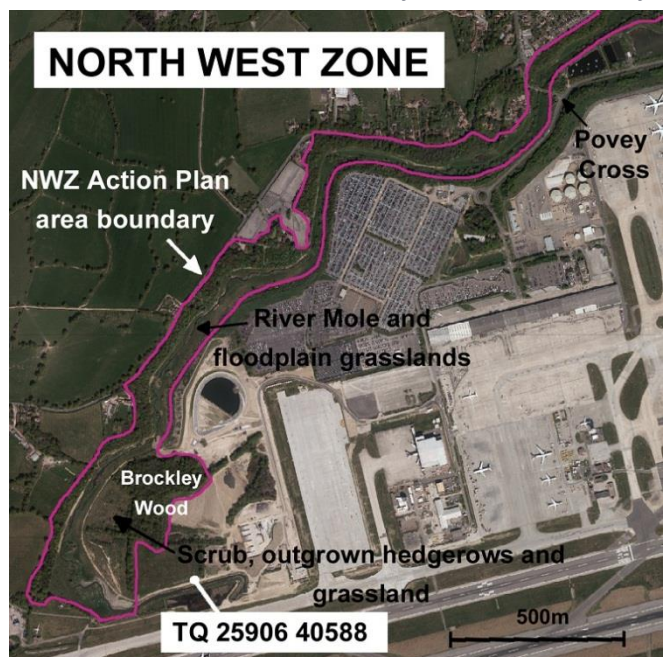 NORTH WEST ZONE
Povey
Cross
NWZ Action Plan
area boundary
River Mole and
floodplain grasslands
Brockley
Wood
Scrub, outgrown hedgerows and
grassland
500m
TQ 25906 40588